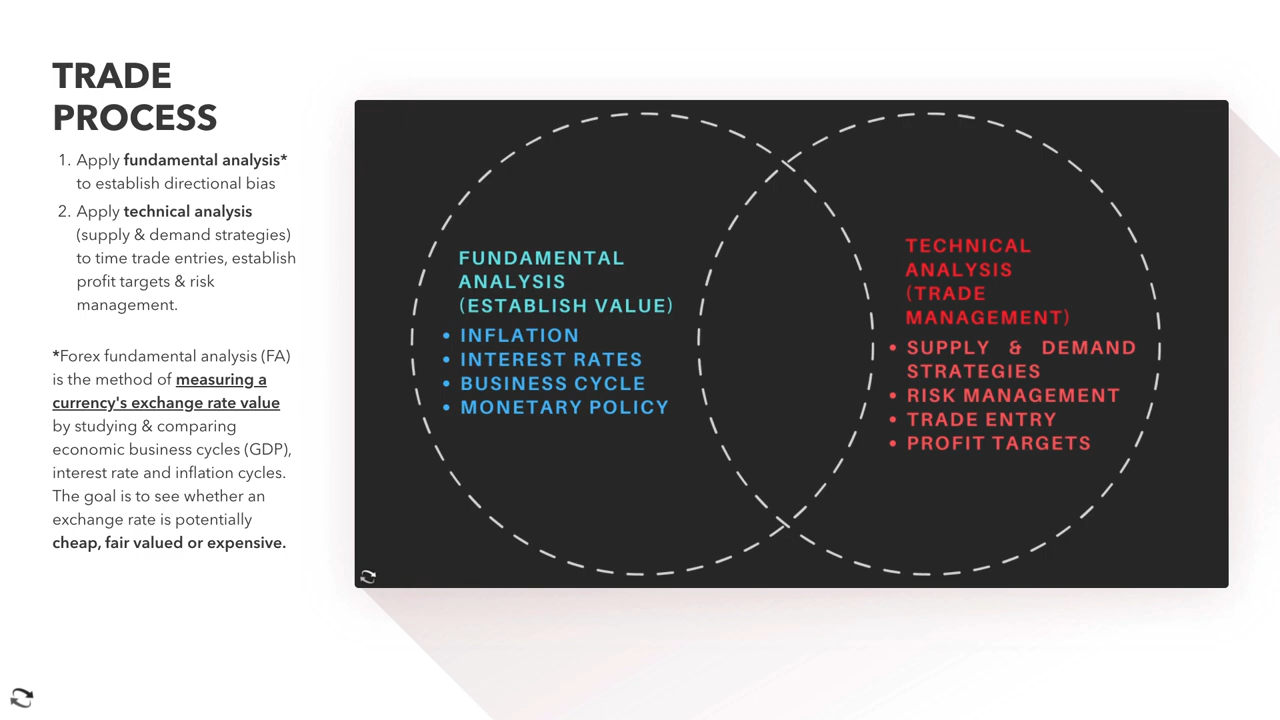 TRADE
PROCESS
1. Apply fundamental analysis*
to establish directional bias
2. Apply technical analysis
(supply & demand strategies)
to time trade entries, establish
profit targets & risk
management.
*Forex fundamental analysis (FA)
is the method of measuring a
currency's exchange rate value
by studying & comparing
economic business cycles (GDP),
interest rate and inflation cycles.
The goal is to see whether an
exchange rate is potentially
cheap, fair valued or expensive.
FUNDAMENTAL
ANALYSIS
(ESTABLISH VALUE)
• INFLATION
• INTEREST RATES
• BUSINESS CYCLE
• MONETARY POLICY
TECHNICAL
ANALYSIS
(TRADE
MANAGEMENT)
• SUPPLY & DEMAND
STRATEGIES
• RISK MANAGEMENT
• TRADE ENTRY
• PROFIT TARGETS